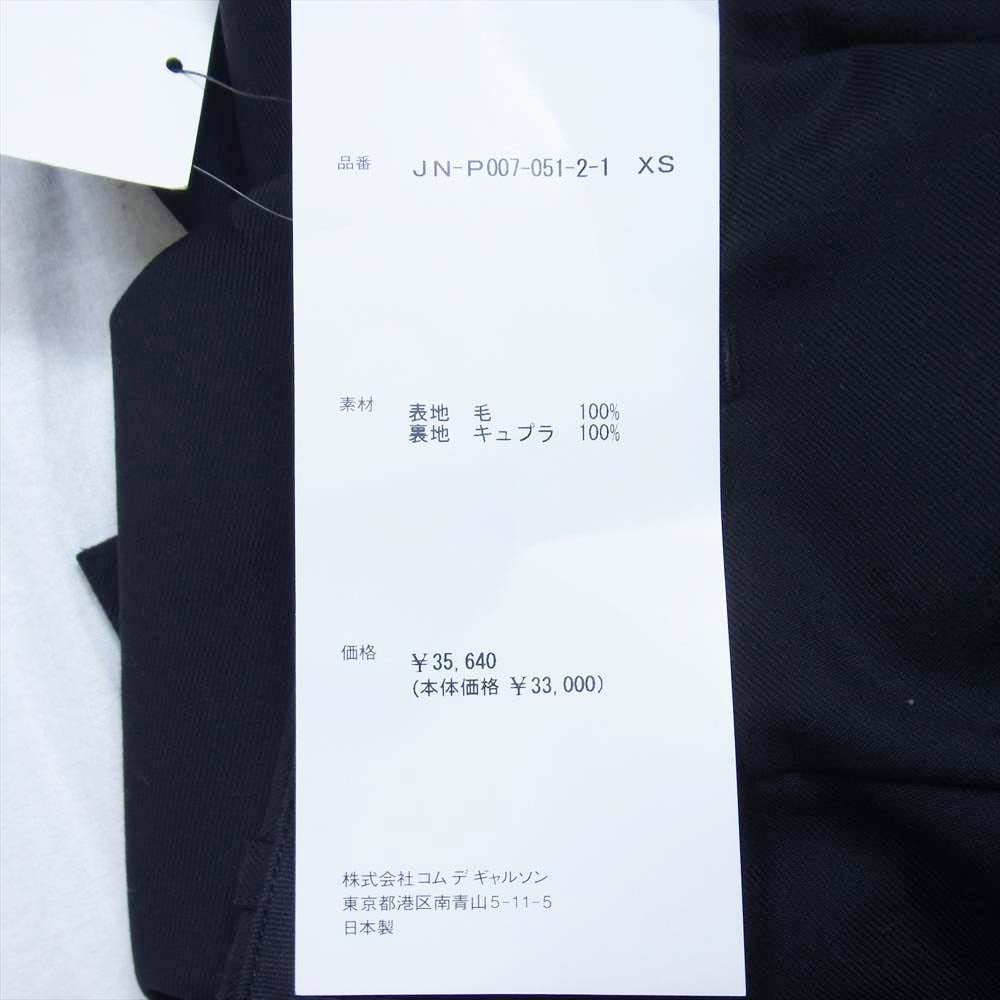 品番 JN-P007-051-2-1 XS
素材 表地 毛 100%
裏地 キュプラ 100%
価格 ¥35,640
(本体価格 ¥33,000)
株式会社コム デ ギャルソン
東京都港区南青山5-11-5
日本製